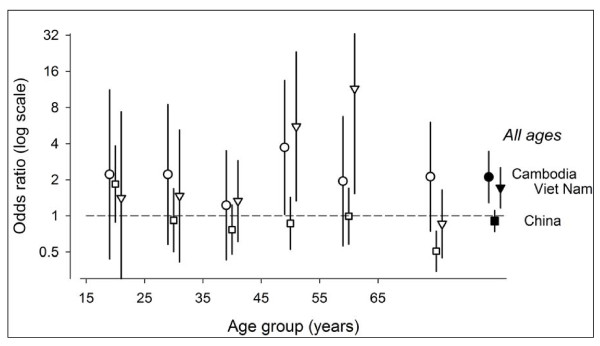 Odds ratio (log scale)
32
16
8
4
2
1
0.5
All ages
Cambodia
Viet Nam
China
15 25 35 45 55 65
Age group (years)